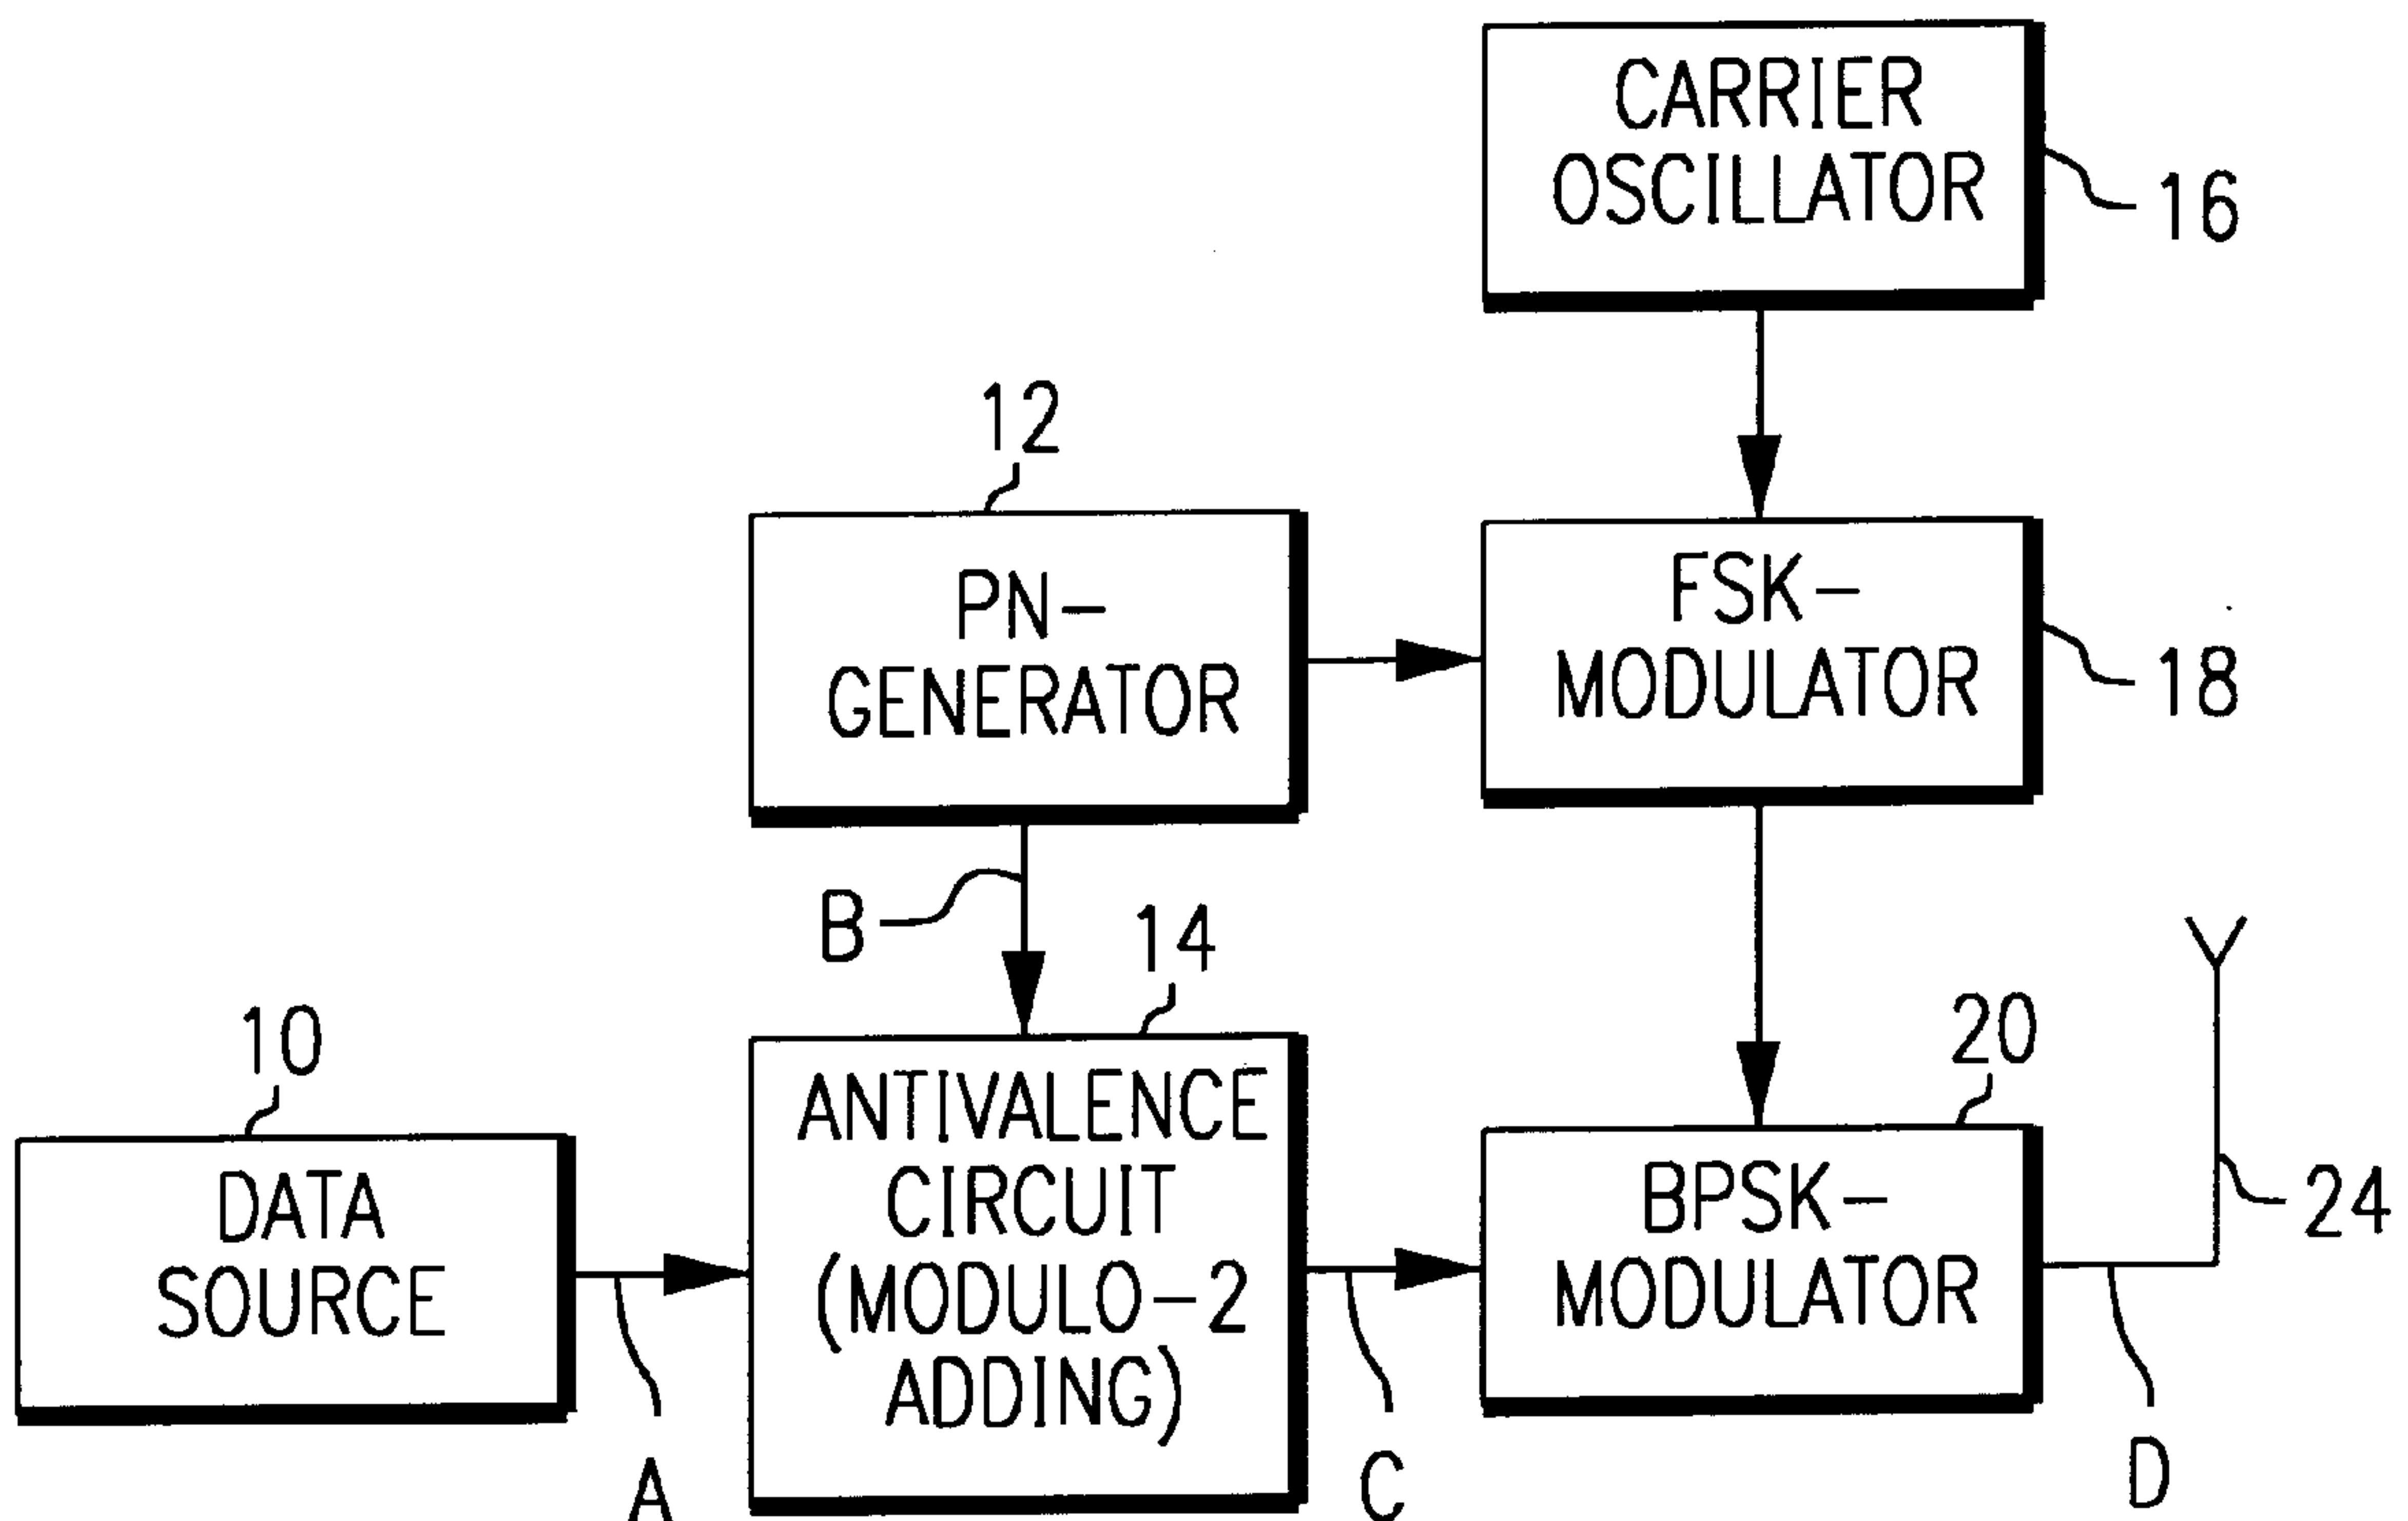 CARRIER
OSCILLATOR
16
12
PN-
GENERATOR
FSK-
MODULATOR
18
B
14
10
DATA
SOURCE
A
ANTIVALENCE
CIRCUIT
(MODULO-2
ADDING)
C
20
BPSK-
MODULATOR
24
D